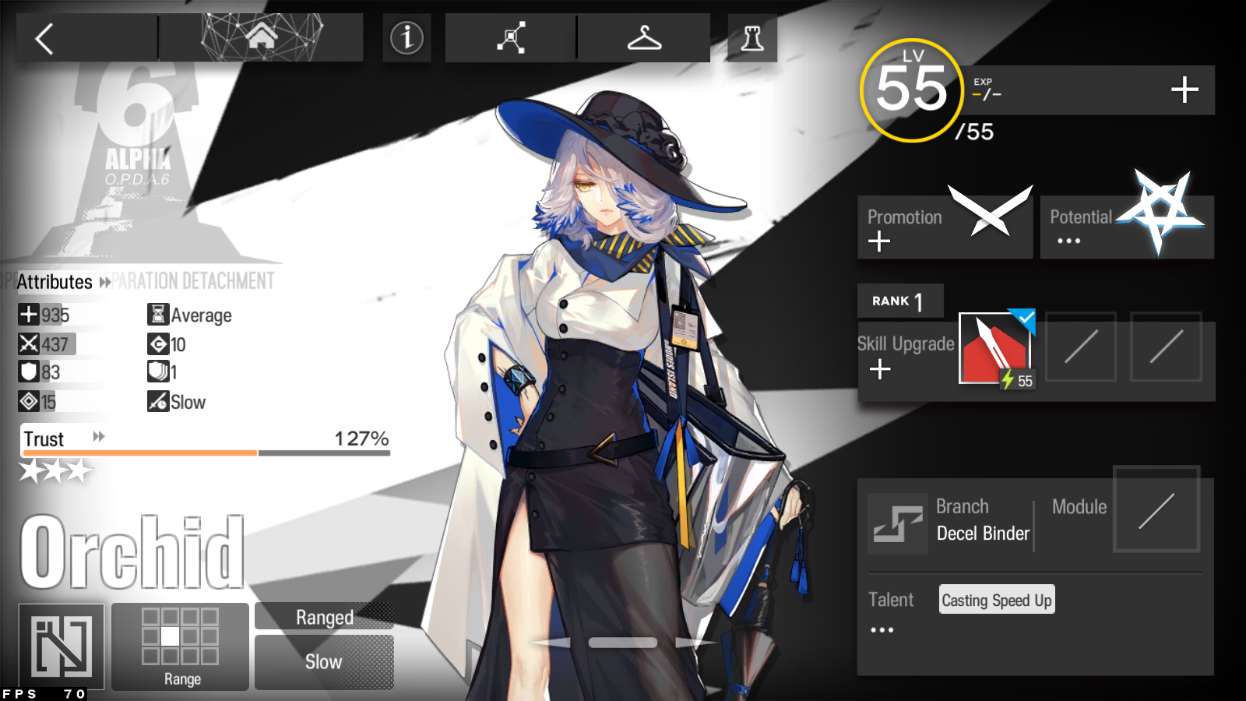 LV
55
/55
EXP
-/-
6
ALPHA
O.P.D.A.6
PARATION DETACHMENT
Attributes
935
Average
437
10
83
1
15
Slow
Trust
127%
Orchid
Range
Ranged
Slow
Promotion
Potential
RANK 1
Skill Upgrade
55
Branch
Decel Binder
Module
Talent
Casting Speed Up
RHODES ISLAND
FPS 70